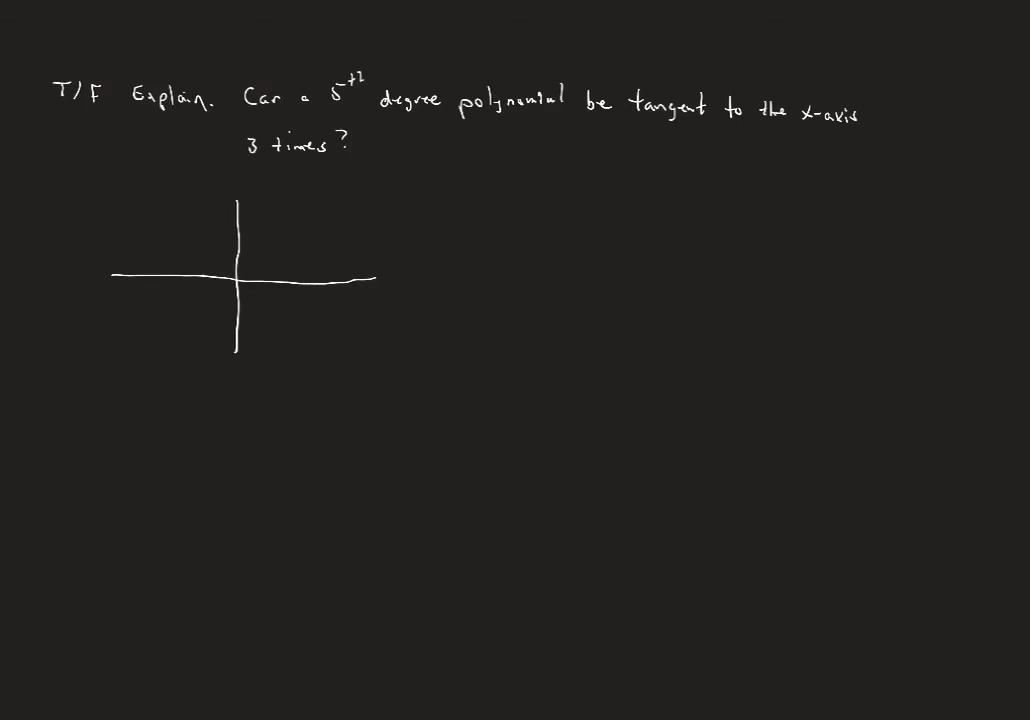 T/F Explain. Can a 5th degree polynomial be tangent to the x-axis
3 times?